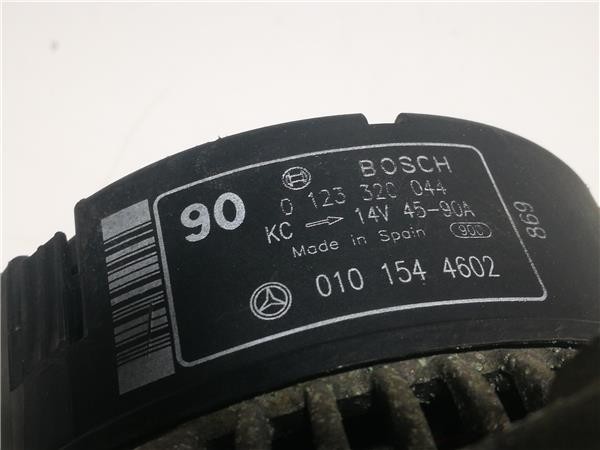 BOSCH
90
0 123 320 044
KC → 14V 45-90A
Made in Spain 900
010 154 4602
869